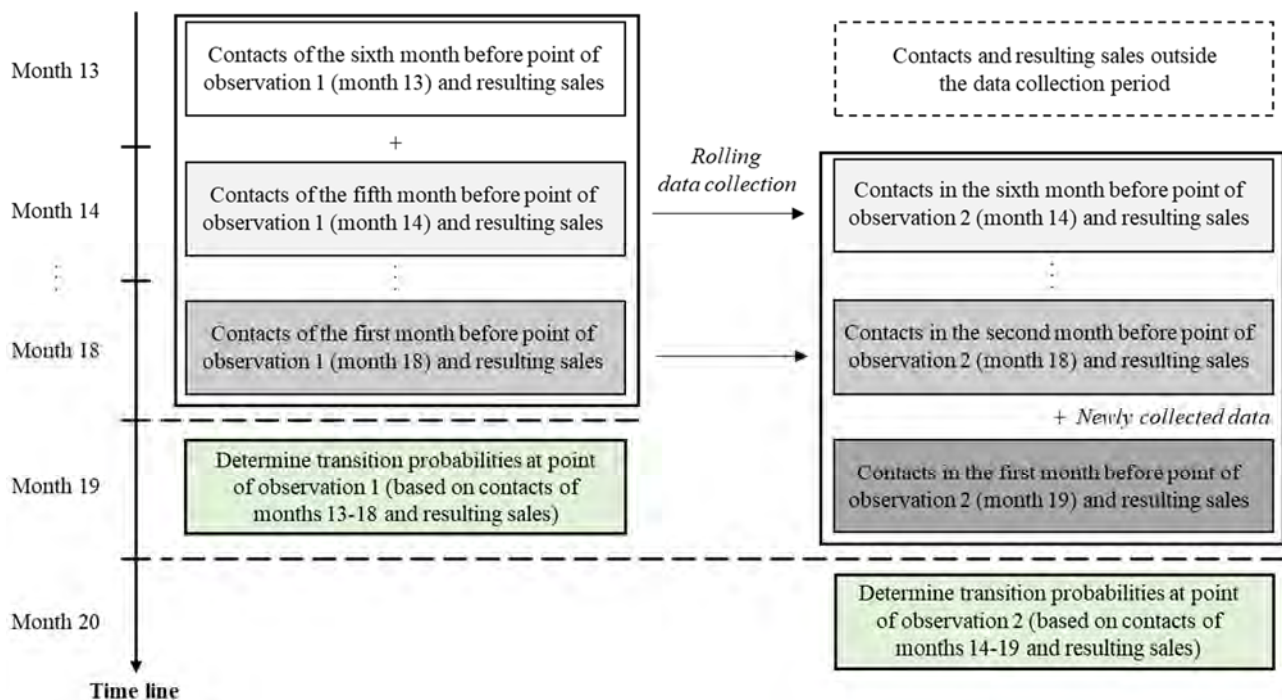 Month 13
Contacts of the sixth month before point of
observation 1 (month 13) and resulting sales
Contacts and resulting sales outside
the data collection period
+
Rolling
data collection
Month 14
Contacts of the fifth month before point of
observation 1 (month 14) and resulting sales
Contacts in the sixth month before point of
observation 2 (month 14) and resulting sales
Month 18
Contacts of the first month before point of
observation 1 (month 18) and resulting sales
Contacts in the second month before point of
observation 2 (month 18) and resulting sales
+ Newly collected data
Month 19
Determine transition probabilities at point
of observation 1 (based on contacts of
months 13-18 and resulting sales)
Contacts in the first month before point of
observation 2 (month 19) and resulting sales
Month 20
Determine transition probabilities at point
of observation 2 (based on contacts of
months 14-19 and resulting sales)
Time line